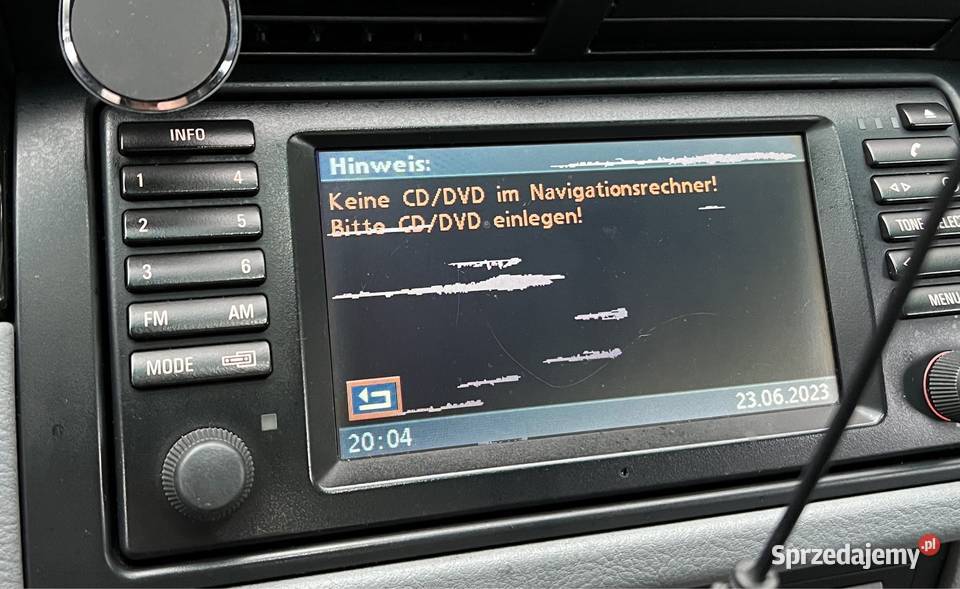 INFO
1 4
2 5
3 6
FM AM
MODE
Hinweis:
Keine CD/DVD im Navigationsrechner!
Bitte CD/DVD einlegen!
20:04
23.06.2023
TONE
MENU
Sprzedajemy.pl